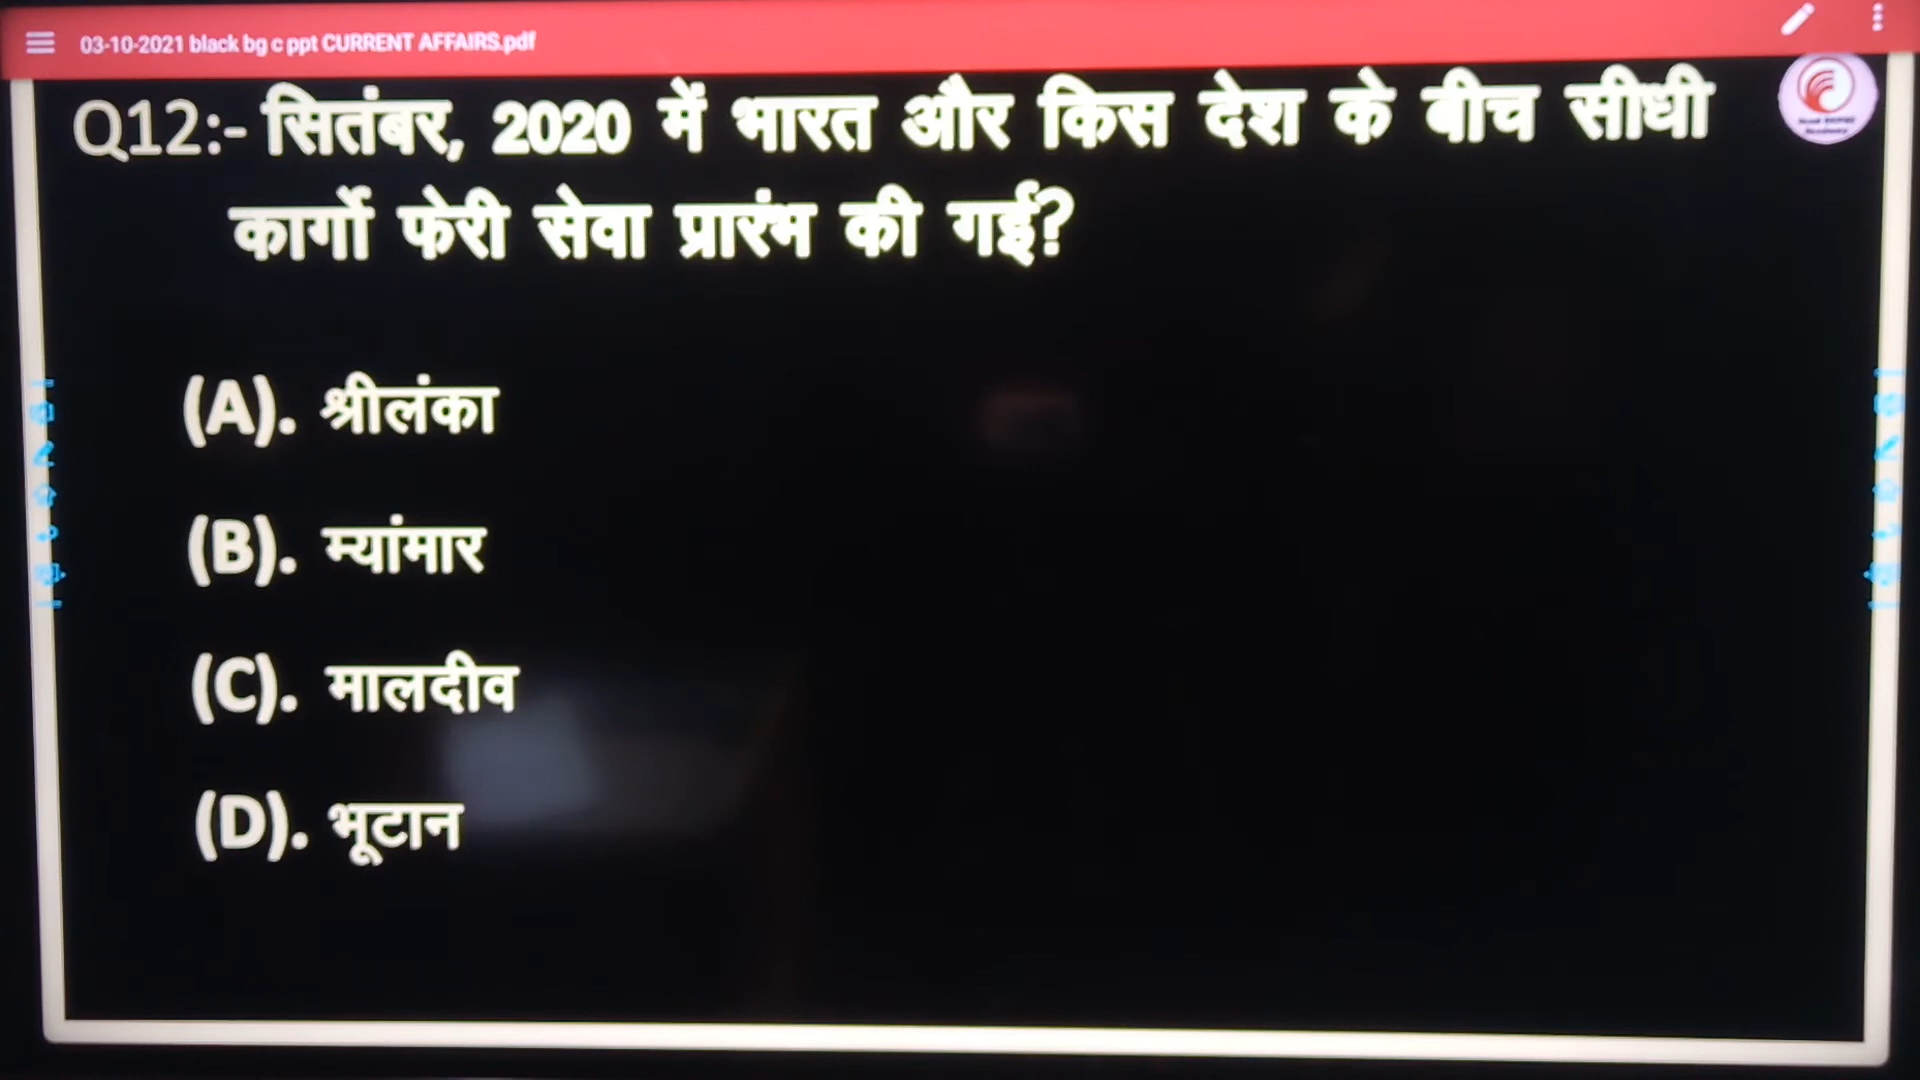 03-10-2021 black bg c ppt CURRENT AFFAIRS.pdf
Q12:- सितंबर, 2020 में भारत और किस देश के बीच सीधी
कार्गो फेरी सेवा प्रारंभ की गई?
(A). श्रीलंका
(B). म्यांमार
(C). मालदीव
(D). भूटान